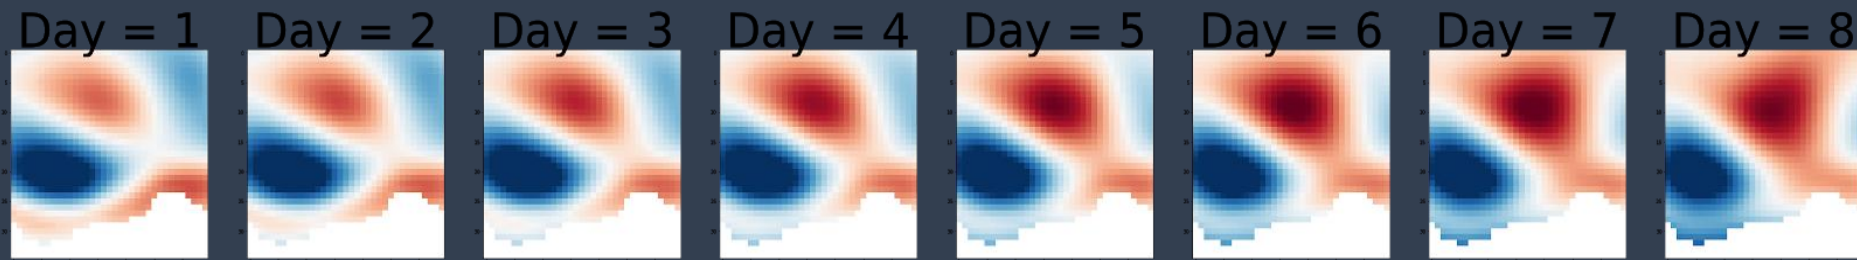 Day = 1 Day = 2 Day = 3 Day = 4 Day = 5 Day = 6 Day = 7 Day = 8